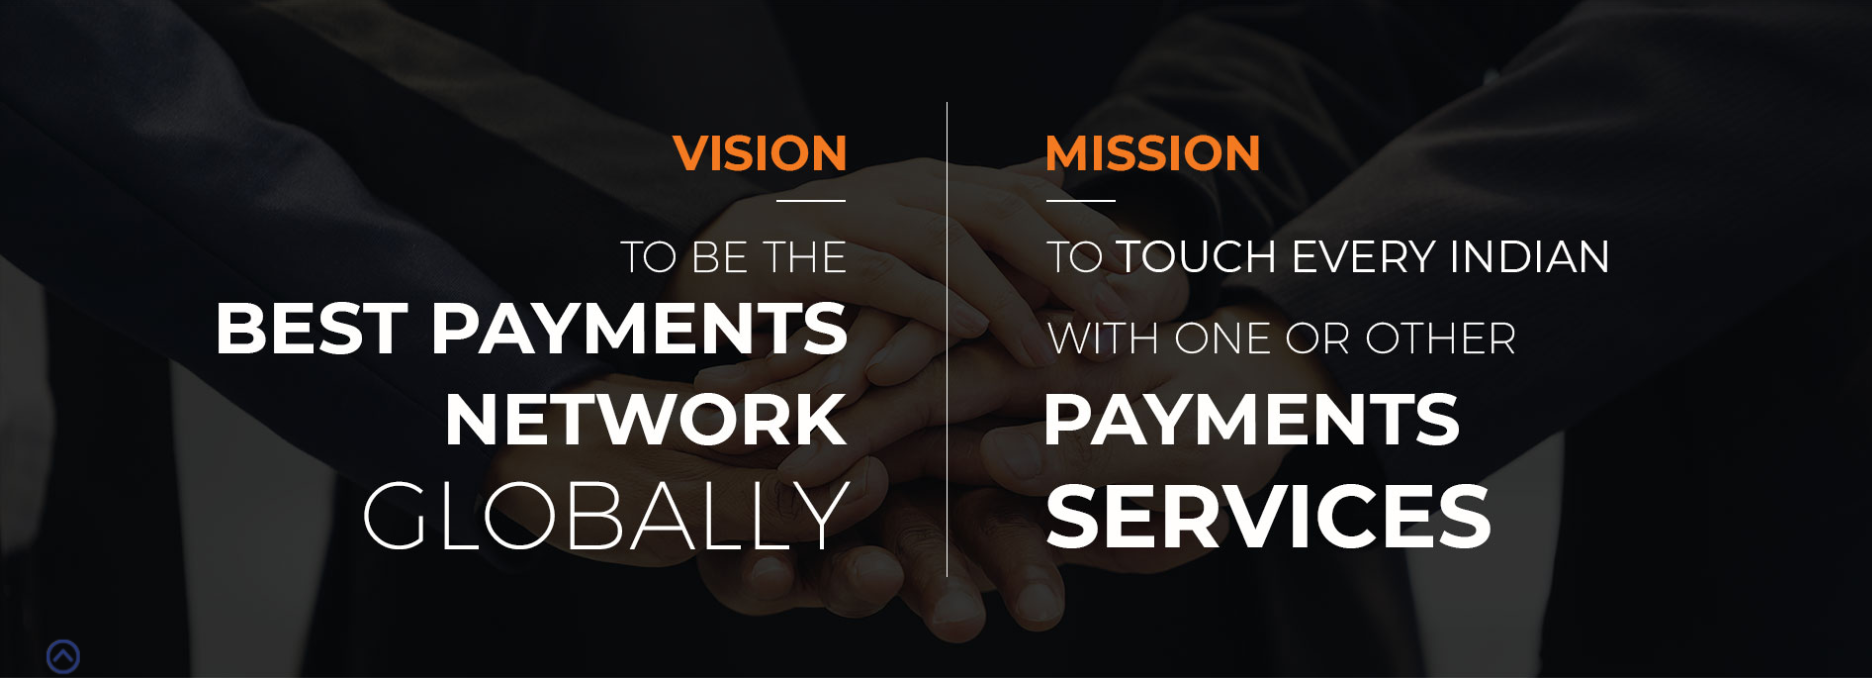 VISION
TO BE THE
BEST PAYMENTS
NETWORK
GLOBALLY
MISSION
TO TOUCH EVERY INDIAN
WITH ONE OR OTHER
PAYMENTS
SERVICES